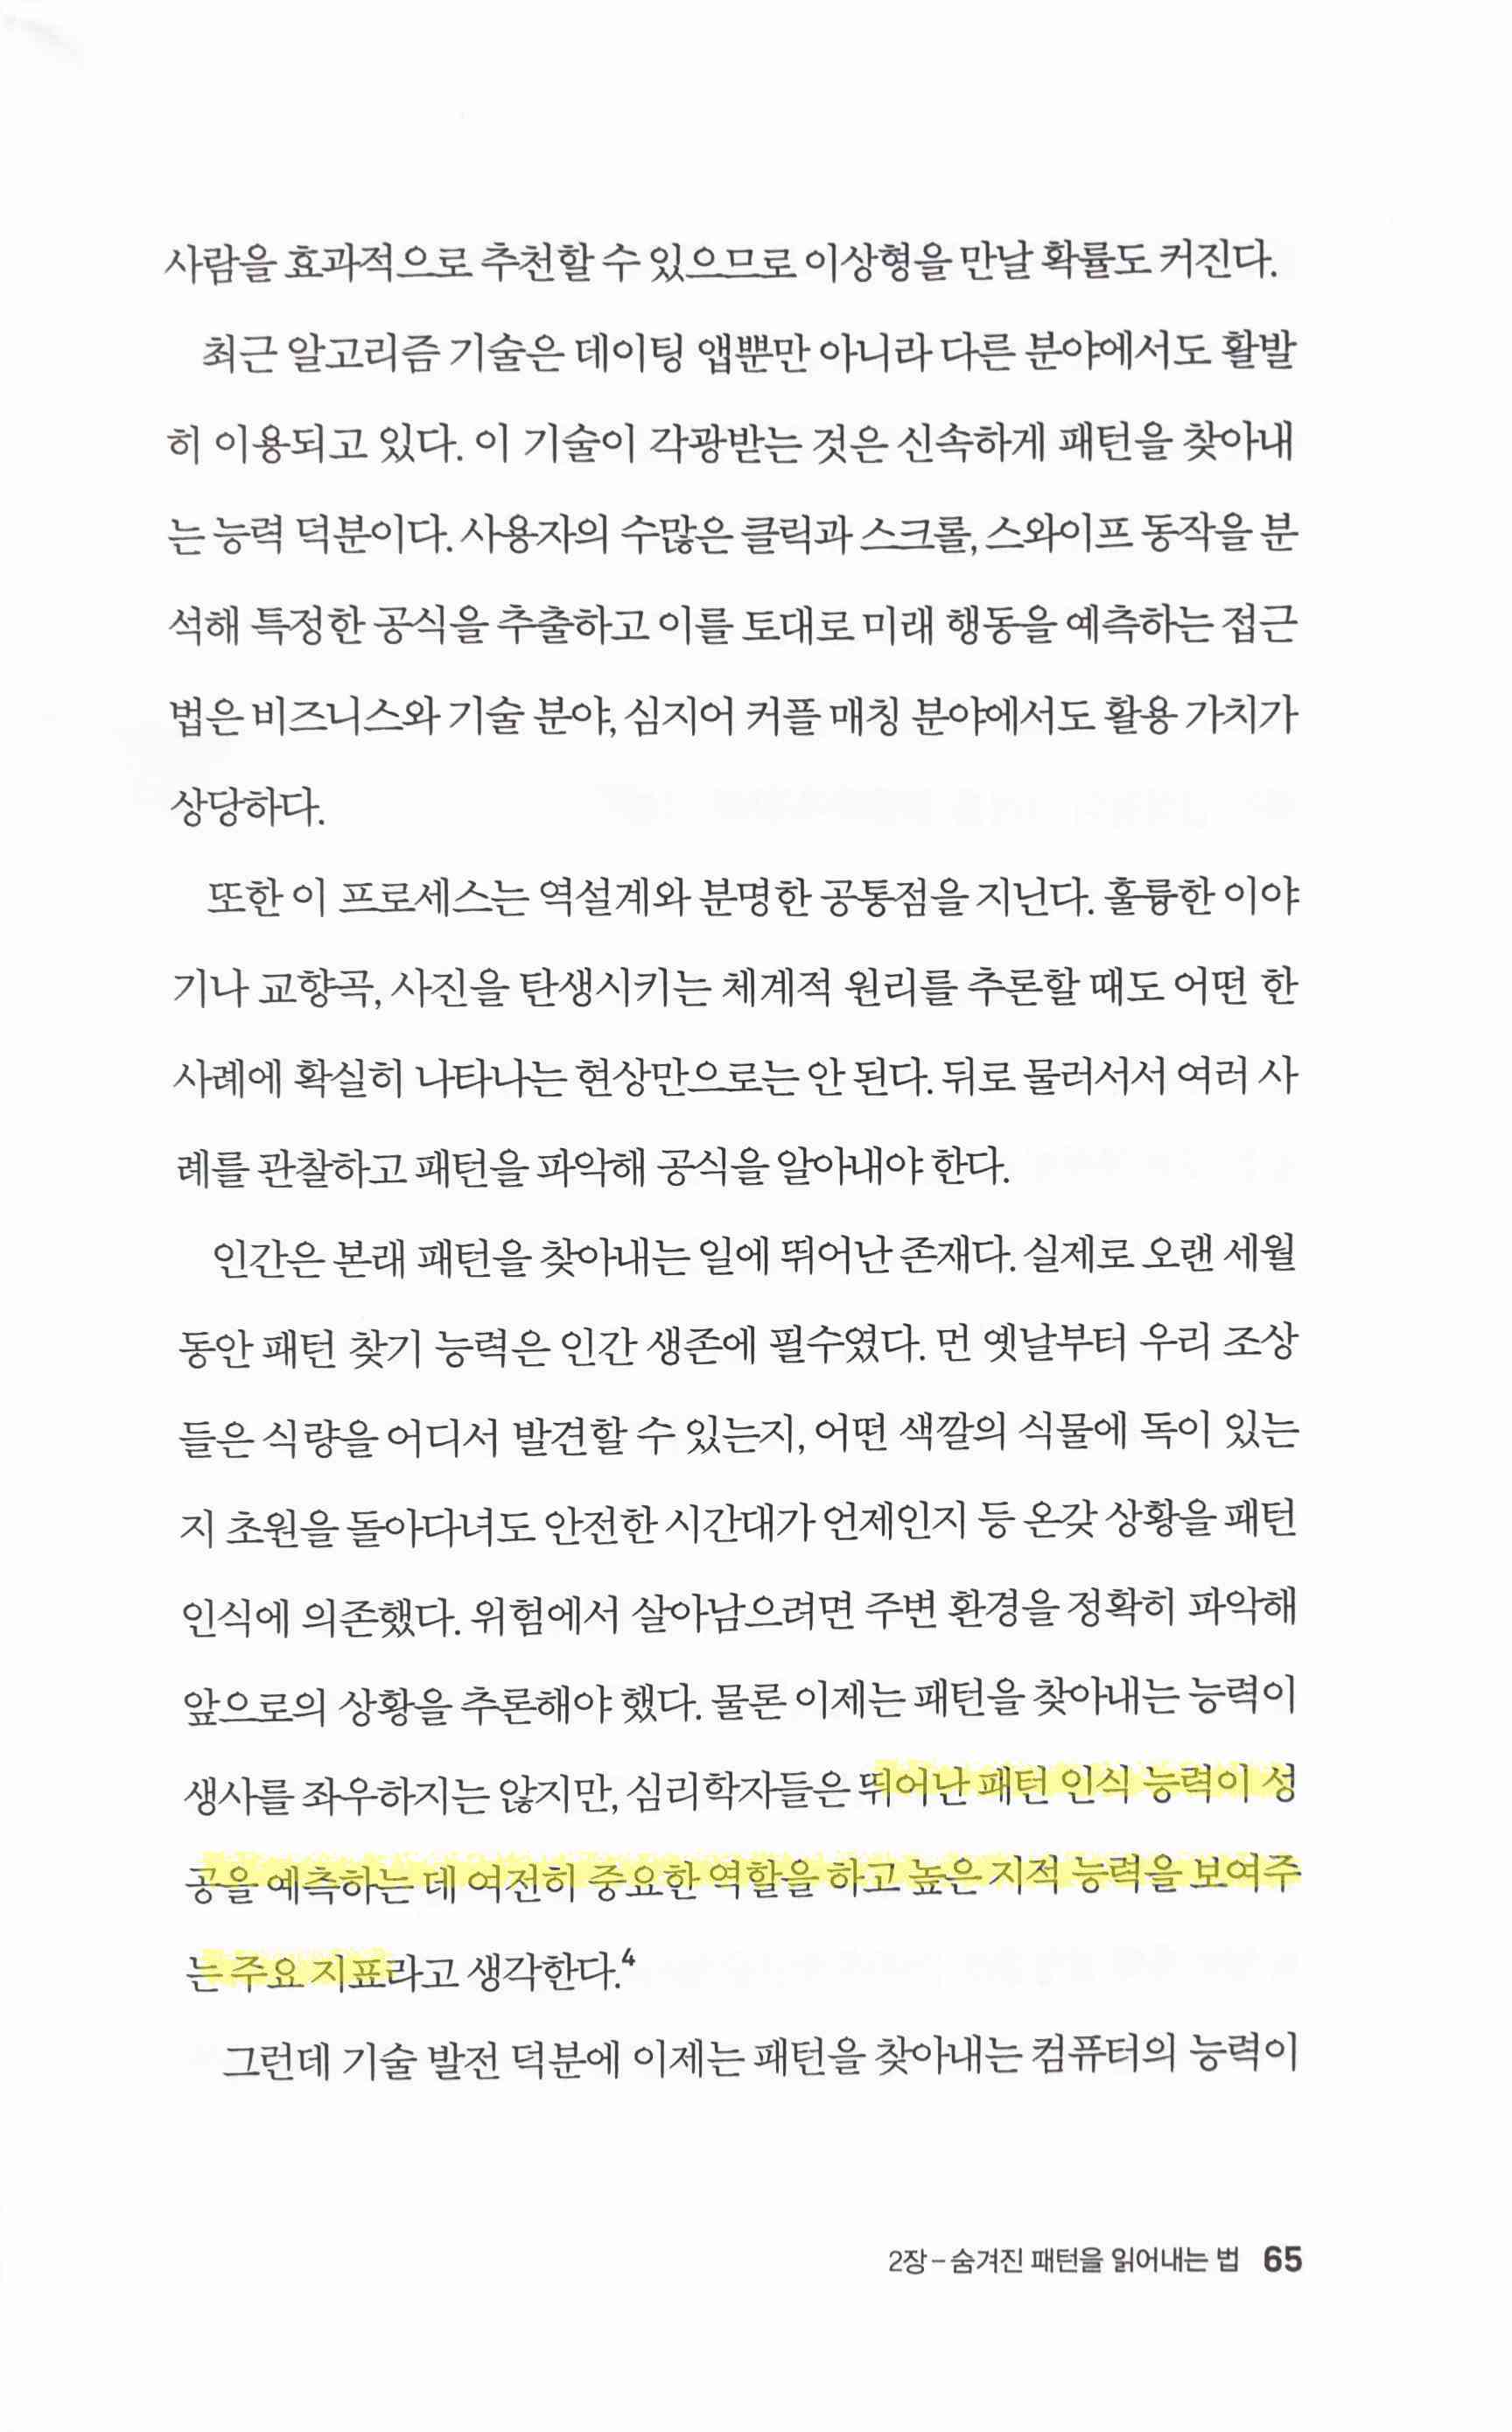 사람을 효과적으로 추천할 수 있으므로 이상형을 만날 확률도 커진다.
최근 알고리즘 기술은 데이팅 앱뿐만 아니라 다른 분야에서도 활발
히 이용되고 있다. 이 기술이 각광받는 것은 신속하게 패턴을 찾아내
는 능력 덕분이다. 사용자의 수많은 클릭과 스크롤, 스와이프 동작을 분
석해 특정한 공식을 추출하고 이를 토대로 미래 행동을 예측하는 접근
법은 비즈니스와 기술 분야, 심지어 커플 매칭 분야에서도 활용 가치가
상당하다.
또한 이 프로세스는 역설계와 분명한 공통점을 지닌다. 훌륭한 이야
기나 교향곡, 사진을 탄생시키는 체계적 원리를 추론할 때도 어떤 한
사례에 확실히 나타나는 현상만으로는 안 된다. 뒤로 물러서서 여러 사
례를 관찰하고 패턴을 파악해 공식을 알아내야 한다.
인간은 본래 패턴을 찾아내는 일에 뛰어난 존재다. 실제로 오랜 세월
동안 패턴 찾기 능력은 인간 생존에 필수였다. 먼 옛날부터 우리 조상
들은 식량을 어디서 발견할 수 있는지, 어떤 색깔의 식물에 독이 있는
지 초원을 돌아다녀도 안전한 시간대가 언제인지 등 온갖 상황을 패턴
인식에 의존했다. 위험에서 살아남으려면 주변 환경을 정확히 파악해
앞으로의 상황을 추론해야 했다. 물론 이제는 패턴을 찾아내는 능력이
생사를 좌우하지는 않지만, 심리학자들은 뛰어난 패턴 인식 능력이 성
공을 예측하는 데 여전히 중요한 역할을 하고 높은 지적 능력을 보여주
는 주요 지표라고 생각한다.4
그런데 기술 발전 덕분에 이제는 패턴을 찾아내는 컴퓨터의 능력이
2장 – 숨겨진 패턴을 읽어내는 법 65